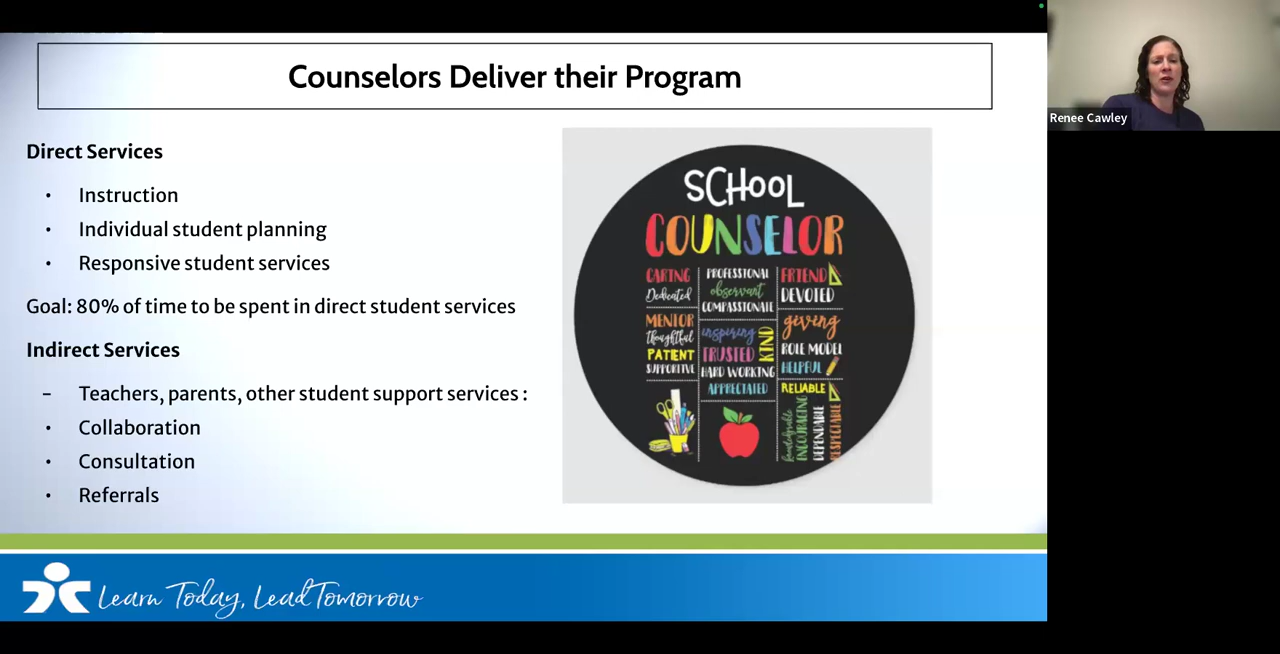 Counselors Deliver their Program
Renee Cawley
Direct Services
• Instruction
• Individual student planning
• Responsive student services
Goal: 80% of time to be spent in direct student services
Indirect Services
– Teachers, parents, other student support services :
• Collaboration
• Consultation
• Referrals
SCHOOL
COUNSELOR
CARING
Dedicated
MENTOR
thoughtful
PATIENT
SUPPORTIVE
PROFESSIONAL
observant
COMPASSIONATE
inspiring
TRUSTED
KIND
HARD WORKING
APPRECIATED
FRIEND
DEVOTED
giving
ROLE MODEL
HELPFUL
RELIABLE
knowledgeable
ENCOURAGING
DEPENDABLE
RESPECTABLE
Learn Today, Lead Tomorrow